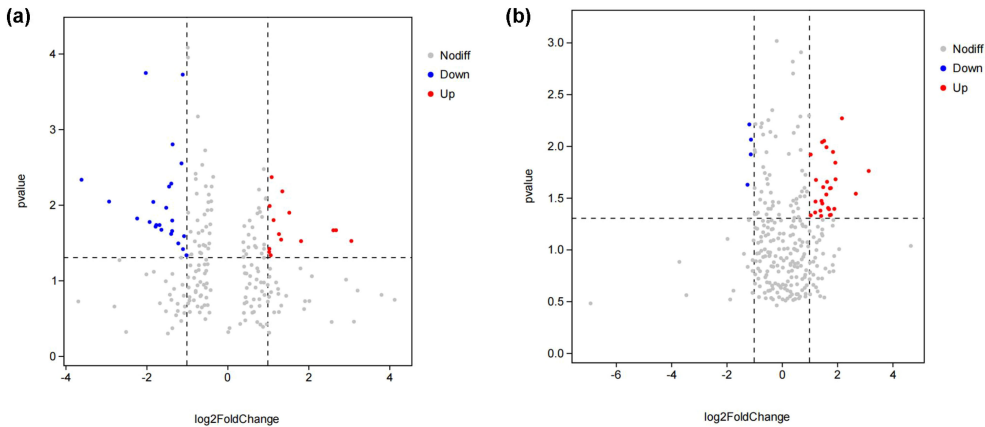 (a)
pvalue
4
3
2
1
0
-4
-2
0
2
4
log2FoldChange
Nodiff
Down
Up
(b)
pvalue
3.0
2.5
2.0
1.5
1.0
0.5
0.0
-6
-4
-2
0
2
4
log2FoldChange
Nodiff
Down
Up